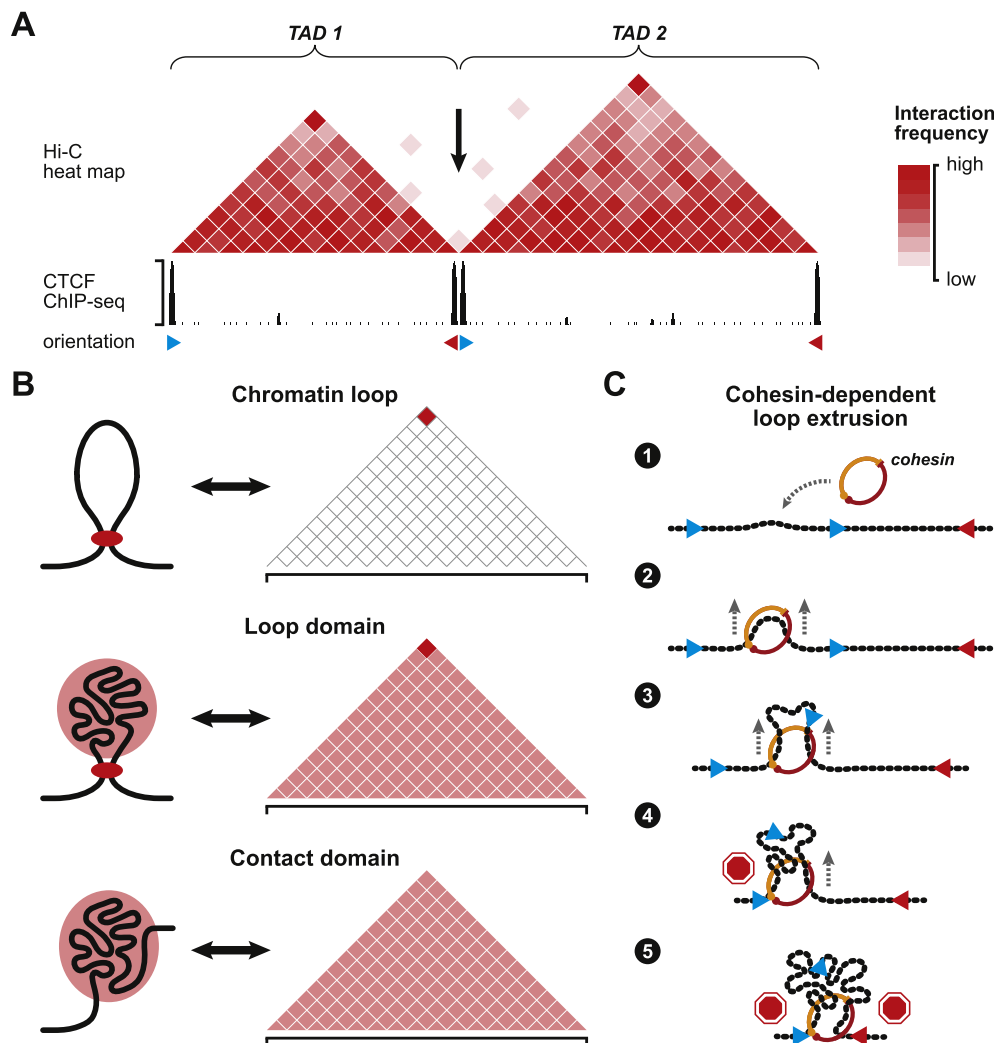 A
TAD 1
TAD 2
Hi-C
heat map
Interaction
frequency
high
low
CTCF
ChIP-seq
orientation
B
Chromatin loop
Loop domain
Contact domain
C
Cohesin-dependent
loop extrusion
1
cohesin
2
3
4
5